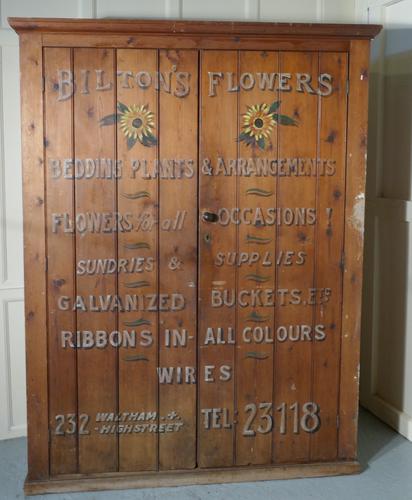 BILTON'S FLOWERS
BEDDING PLANTS & ARRANGEMENTS
FLOWERS for all OCCASIONS!
SUNDRIES & SUPPLIES
GALVANIZED BUCKETS. ETC
RIBBONS IN- ALL COLOURS
WIRES
232 WALTHAM.
-HIGHSTREET
TEL: 23118